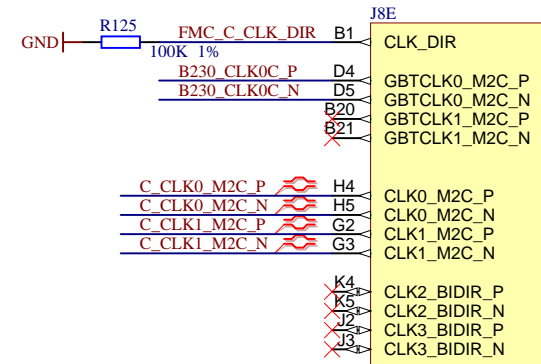 J8E
R125
GND
100K 1%
FMC_C_CLK_DIR B1 CLK_DIR
B230_CLK0C_P D4 GBTCLK0_M2C_P
B230_CLK0C_N D5 GBTCLK0_M2C_N
B20 GBTCLK1_M2C_P
B21 GBTCLK1_M2C_N
C_CLK0_M2C_P H4 CLK0_M2C_P
C_CLK0_M2C_N H5 CLK0_M2C_N
C_CLK1_M2C_P G2 CLK1_M2C_P
C_CLK1_M2C_N G3 CLK1_M2C_N
K4 CLK2_BIDIR_P
K5 CLK2_BIDIR_N
J2 CLK3_BIDIR_P
J3 CLK3_BIDIR_N